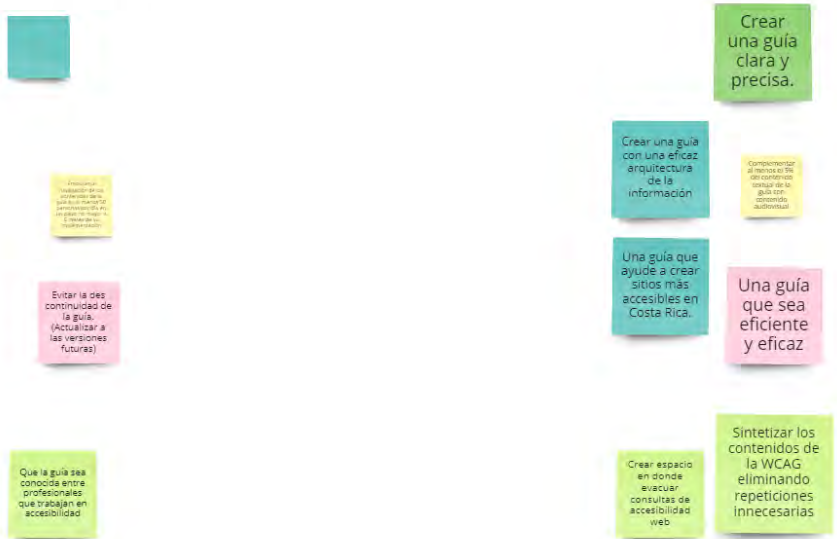 Crear
una guía
clara y
precisa.
Crear una guía
con una eficaz
arquitectura
de la
información
Complementar
al menos el 5%
del contenido
textual de la
guía con
contenido
audiovisual
Una guía que
ayude a crear
sitios más
accesibles en
Costa Rica.
Evitar la des
continuidad de
la guía.
(Actualizar a
las versiones
futuras)
Una guía
que sea
eficiente
y eficaz
Que la guía sea
conocida entre
profesionales
que trabajan en
accesibilidad
Crear espacio
en donde
evacuar
consultas de
accesibilidad
web
Sintetizar los
contenidos de
la WCAG
eliminando
repeticiones
innecesarias